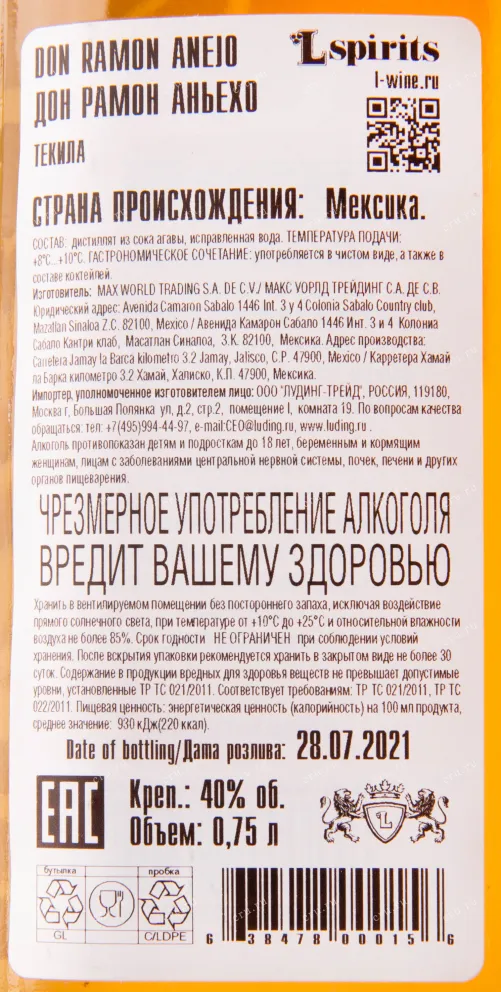 DON RAMON ANEJO
Lspirits
l-wine.ru
ДОН РАМОН АНЬЕХО
ТЕКИЛА
СТРАНА ПРОИСХОЖДЕНИЯ: Мексика.
СОСТАВ: дистиллят из сока агавы, исправленная вода. ТЕМПЕРАТУРА ПОДАЧИ:
+8°С...+10°С. ГАСТРОНОМИЧЕСКОЕ СОЧЕТАНИЕ: употребляется в чистом виде, а также в
составе коктейлей.
Изготовитель: MAX WORLD TRADING S.A. DE C.V./ МАКС УОРЛД ТРЕЙДИНГ С.А. ДЕ С.В.
Юридический адрес: Avenida Camaron Sabalo 1446 Int. 3 y 4 Colonia Sabalo Country club,
Mazatlan Sinaloa Z.C. 82100, Mexico / Авенида Камарон Сабало 1446 Инт. 3 и 4 Колониа
Сабало Кантри клаб, Масатлан Синалоа, З.К. 82100, Мексика. Адрес производства:
Carretera Jamay la Barca kilometro 3.2 Jamay, Jalisco, C.P. 47900, Mexico / Карретера Хамай
ла Барка километро 3.2 Хамай, Халиско, К.П. 47900, Мексика.
Импортер, уполномоченное изготовителем лицо: ООО "ЛУДИНГ-ТРЕЙД", РОССИЯ, 119180,
Москва г, Большая Полянка ул, д.2, стр.2, помещение I, комната 19. По вопросам качества
обращаться: тел: +7(495)994-44-97, e-mail:CEO@luding.ru, www.luding.ru .
Алкоголь противопоказан детям и подросткам до 18 лет, беременным и кормящим
женщинам, лицам с заболеваниями центральной нервной системы, почек, печени и других
органов пищеварения.
ЧРЕЗМЕРНОЕ УПОТРЕБЛЕНИЕ АЛКОГОЛЯ
ВРЕДИТ ВАШЕМУ ЗДОРОВЬЮ
Хранить в вентилируемом помещении без постороннего запаха, исключая воздействие
прямого солнечного света, при температуре от +10°С до +25°С и относительной влажности
воздуха не более 85%. Срок годности НЕ ОГРАНИЧЕН при соблюдении условий
хранения. После вскрытия упаковки рекомендуется хранить в закрытом виде не более 30
суток. Содержание в продукции вредных для здоровья веществ не превышает допустимые
уровни, установленные ТР ТС 021/2011. Соответствует требованиям: ТР ТС 021/2011, ТР ТС
022/2011. Пищевая ценность: энергетическая ценность (калорийность) на 100 мл продукта,
среднее значение: 930 кДж(220 ккал).
Date of bottling/Дата розлива: 28.07.2021
EAC
Креп.: 40% об.
Объем: 0,75 л
L
бутылка
пробка
GL
C/LDPE
6 38478 00015 6